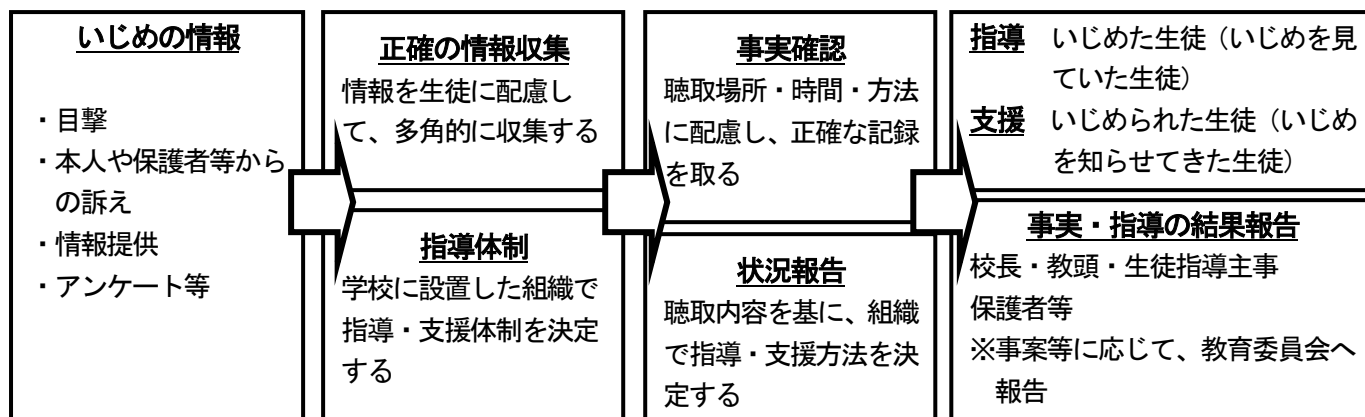 いじめの情報
・目撃
・本人や保護者等から
の訴え
・情報提供
・アンケート等
正確の情報収集
情報を生徒に配慮し
て、多角的に収集する
指導体制
学校に設置した組織で
指導・支援体制を決定
する
事実確認
聴取場所・時間・方法
に配慮し、正確な記録
を取る
状況報告
聴取内容を基に、組織
で指導・支援方法を決
定する
指導　いじめた生徒（いじめを見
ていた生徒）
支援　いじめられた生徒（いじめ
を知らせてきた生徒）
事実・指導の結果報告
校長・教頭・生徒指導主事
保護者等
※事案等に応じて、教育委員会へ
報告